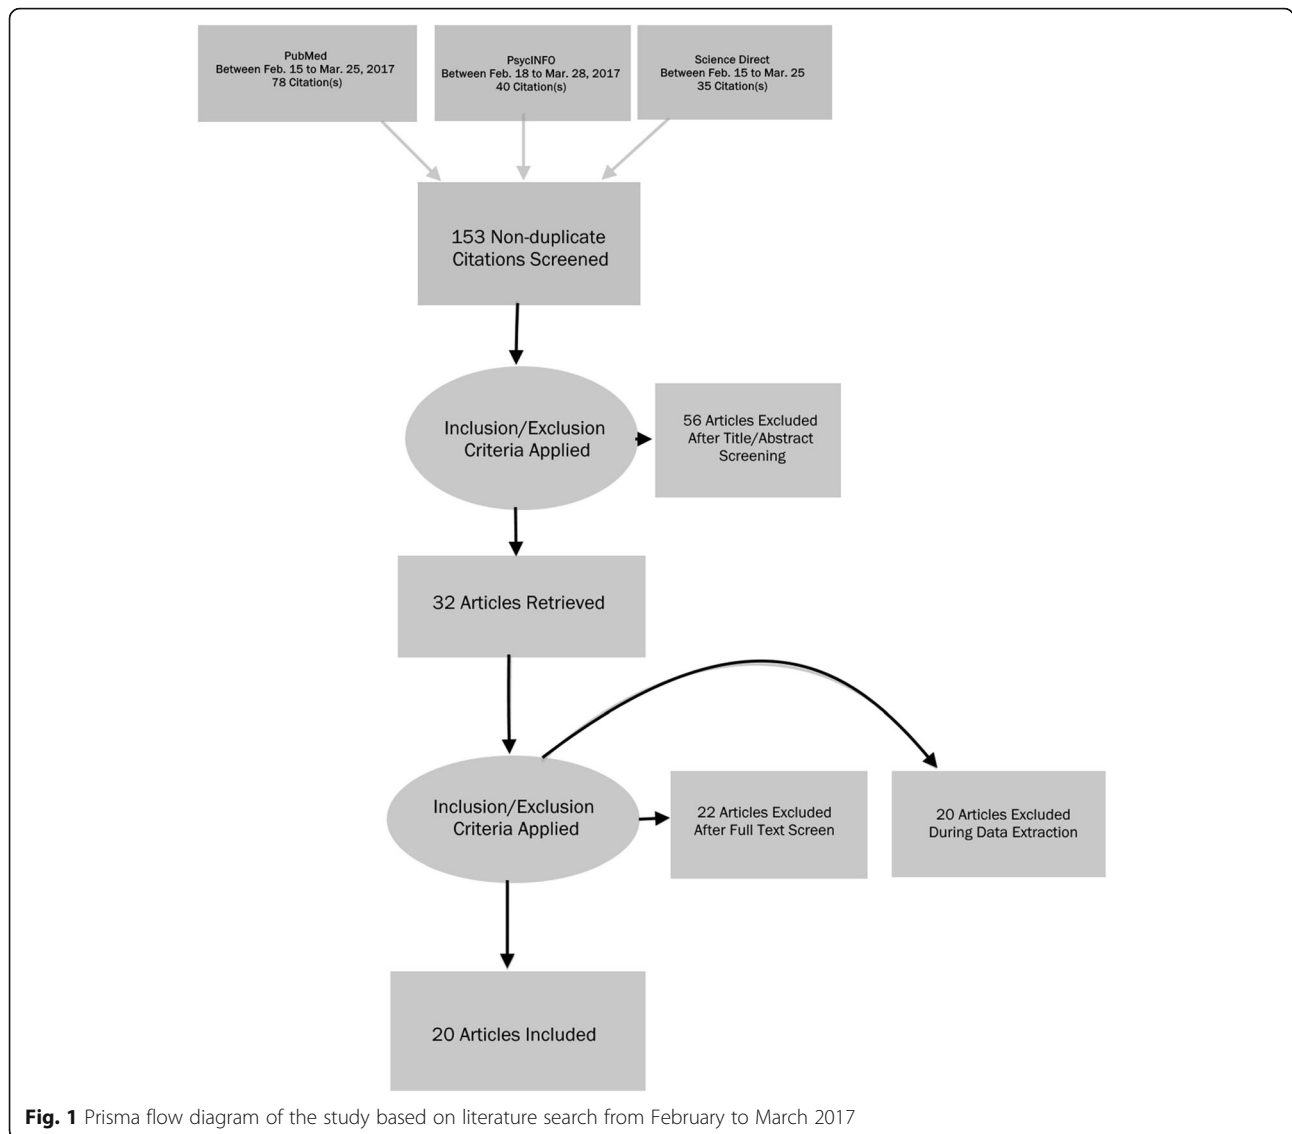 PubMed
Between Feb. 15 to Mar. 25, 2017
78 Citation(s)
PsycINFO
Between Feb. 18 to Mar. 28, 2017
40 Citation(s)
Science Direct
Between Feb. 15 to Mar. 25
35 Citation(s)
153 Non-duplicate
Citations Screened
Inclusion/Exclusion
Criteria Applied
56 Articles Excluded
After Title/Abstract
Screening
32 Articles Retrieved
Inclusion/Exclusion
Criteria Applied
22 Articles Excluded
After Full Text Screen
20 Articles Excluded
During Data Extraction
20 Articles Included
Fig. 1 Prisma flow diagram of the study based on literature search from February to March 2017